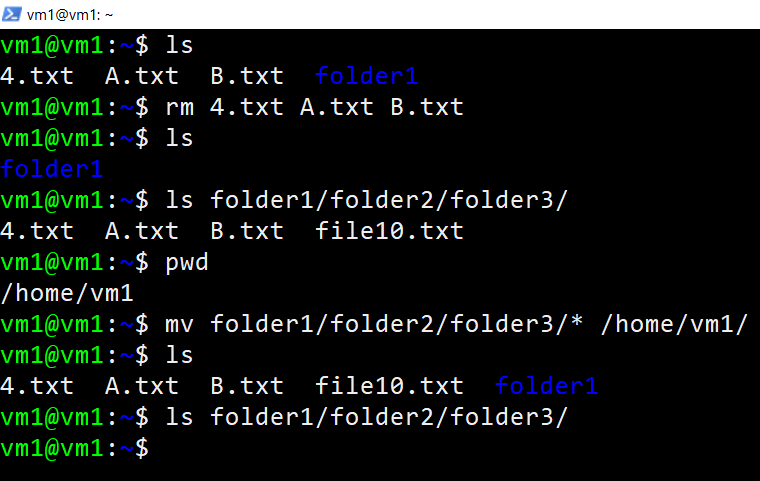 vm1@vm1: ~
vm1@vm1:~$ ls
4.txt  A.txt  B.txt  folder1
vm1@vm1:~$ rm 4.txt A.txt B.txt
vm1@vm1:~$ ls
folder1
vm1@vm1:~$ ls folder1/folder2/folder3/
4.txt  A.txt  B.txt  file10.txt
vm1@vm1:~$ pwd
/home/vm1
vm1@vm1:~$ mv folder1/folder2/folder3/* /home/vm1/
vm1@vm1:~$ ls
4.txt  A.txt  B.txt  file10.txt  folder1
vm1@vm1:~$ ls folder1/folder2/folder3/
vm1@vm1:~$